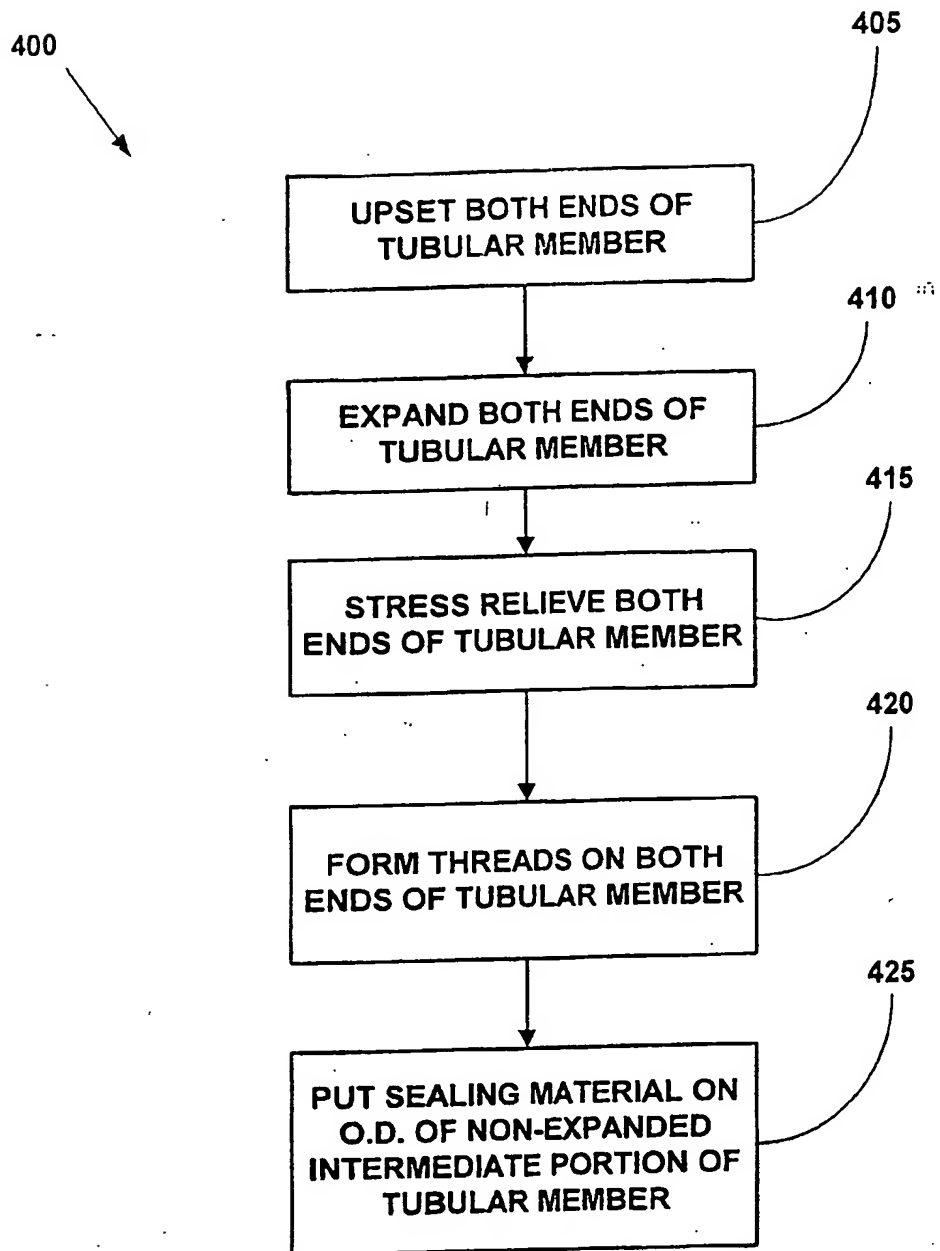 400
405
UPSET BOTH ENDS OF
TUBULAR MEMBER
410
EXPAND BOTH ENDS OF
TUBULAR MEMBER
415
STRESS RELIEVE BOTH
ENDS OF TUBULAR MEMBER
420
FORM THREADS ON BOTH
ENDS OF TUBULAR MEMBER
425
PUT SEALING MATERIAL ON
O.D. OF NON-EXPANDED
INTERMEDIATE PORTION OF
TUBULAR MEMBER